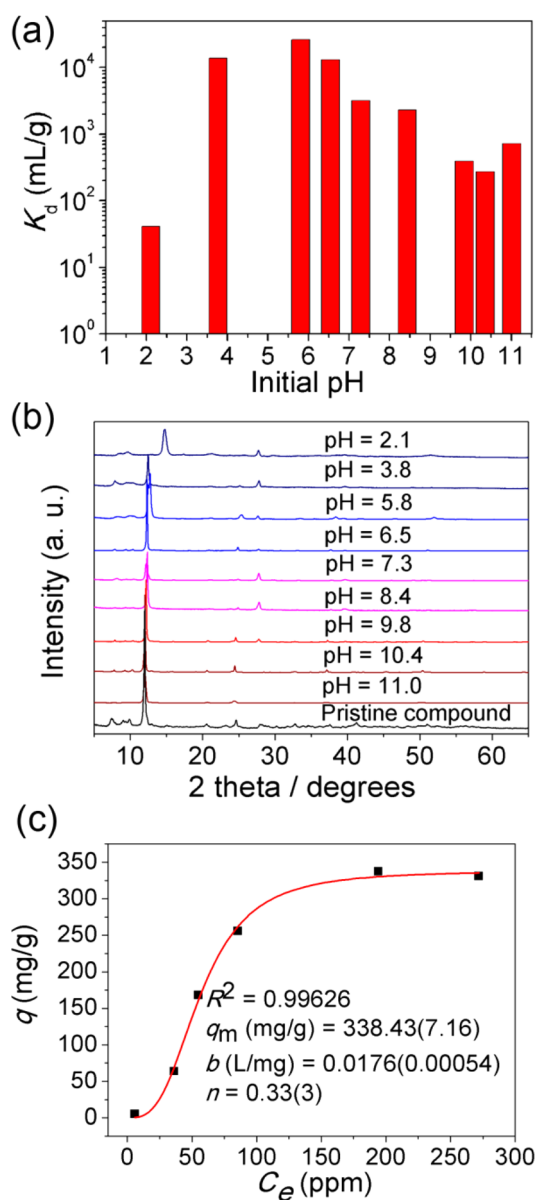 (a)
K_d (mL/g)
10^4
10^3
10^2
10^1
10^0
1 2 3 4 5 6 7 8 9 10 11
Initial pH
(b)
Intensity (a. u.)
pH = 2.1
pH = 3.8
pH = 5.8
pH = 6.5
pH = 7.3
pH = 8.4
pH = 9.8
pH = 10.4
pH = 11.0
Pristine compound
10 20 30 40 50 60
2 theta / degrees
(c)
q (mg/g)
350
300
250
200
150
100
50
0
R^2 = 0.99626
q_m (mg/g) = 338.43(7.16)
b (L/mg) = 0.0176(0.00054)
n = 0.33(3)
0 50 100 150 200 250 300
C_e (ppm)